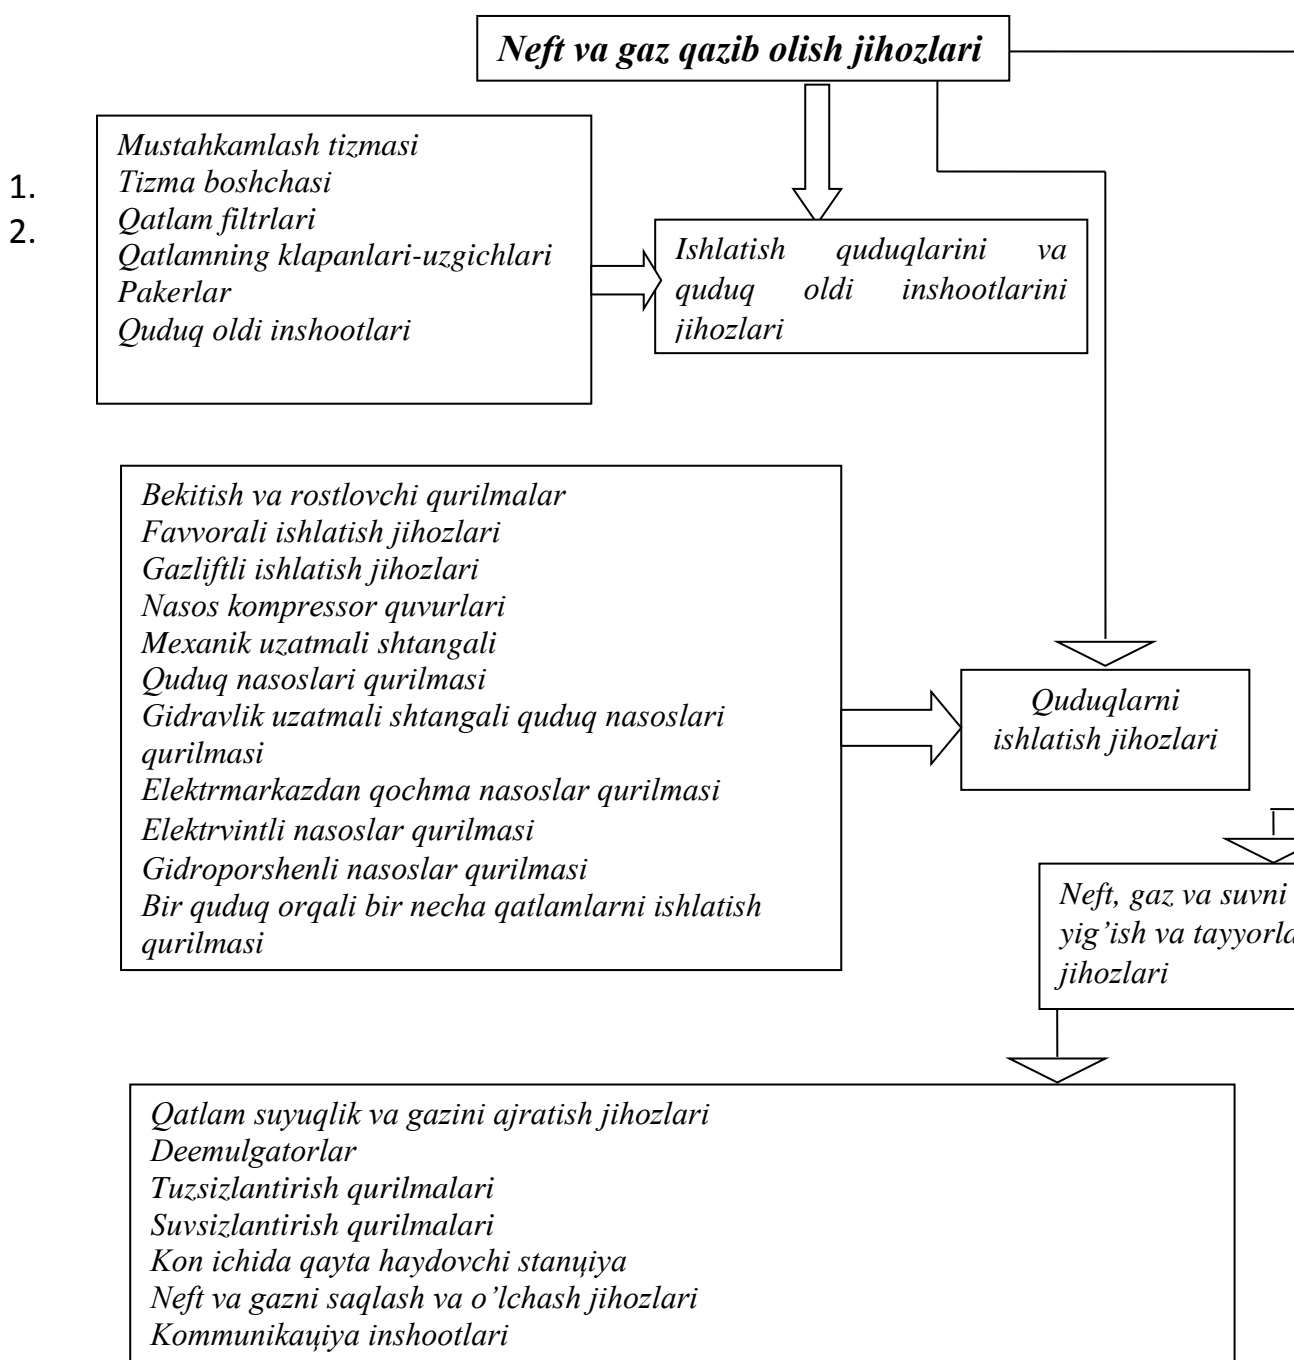 Neft va gaz qazib olish jihozlari
1.
2.
Mustahkamlash tizmasi
Tizma boshchasi
Qatlam filtrlari
Qatlamning klapanlari-uzgichlari
Pakerlar
Quduq oldi inshootlari
Ishlatish quduqlarini va
quduq oldi inshootlarini
jihozlari
Bekitish va rostlovchi qurilmalar
Favvorali ishlatish jihozlari
Gazliftli ishlatish jihozlari
Nasos kompressor quvurlari
Mexanik uzatmali shtangali
Quduq nasoslari qurilmasi
Gidravlik uzatmali shtangali quduq nasoslari
qurilmasi
Elektrmarkazdan qochma nasoslar qurilmasi
Elektrvintli nasoslar qurilmasi
Gidroporshenli nasoslar qurilmasi
Bir quduq orqali bir necha qatlamlarni ishlatish
qurilmasi
Quduqlarni
ishlatish jihozlari
Neft, gaz va suvni
yig’ish va
jihozlari
Qatlam suyuqlik va gazini ajratish jihozlari
Deemulgatorlar
Tuzsizlantirish qurilmalari
Suvsizlantirish qurilmalari
Kon ichida qayta haydovchi stanųiya
Neft va gazni saqlash va o’lchash jihozlari
Kommunikaųiya inshootlari